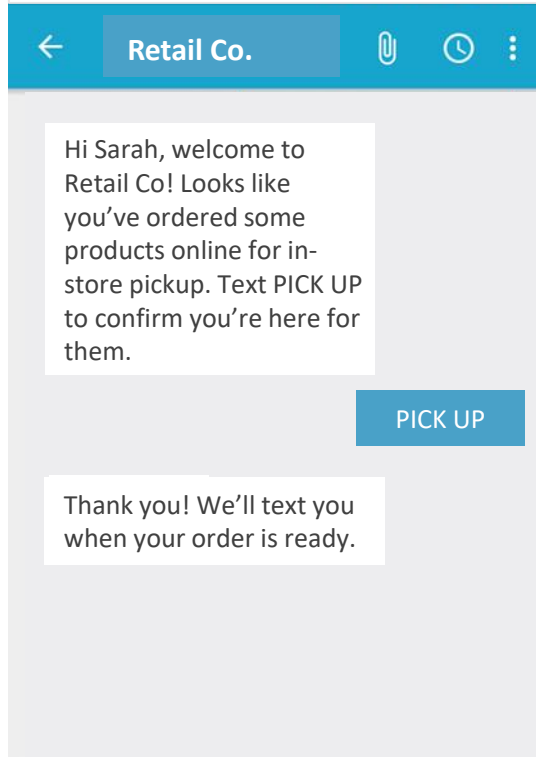 Retail Co.
Hi Sarah, welcome to
Retail Co! Looks like
you’ve ordered some
products online for in-
store pickup. Text PICK UP
to confirm you’re here for
them.
PICK UP
Thank you! We’ll text you
when your order is ready.